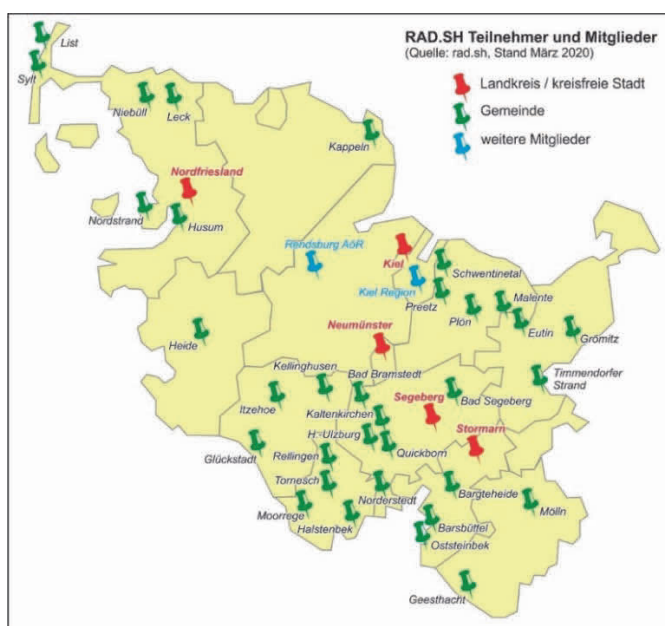 RAD.SH Teilnehmer und Mitglieder
(Quelle: rad.sh, Stand März 2020)
Landkreis / kreisfreie Stadt
Gemeinde
weitere Mitglieder
List
Sylt
Niebüll
Leck
Kappeln
Nordfriesland
Nordstrand
Husum
Rendsburg AöR
Kiel
Kiel Region
Schwentinetal
Preetz
Plön
Malente
Eutin
Grömitz
Heide
Neumünster
Kellinghusen
Bad Bramstedt
Timmendorfer
Strand
Itzehoe
Kaltenkirchen
Segeberg
Bad Segeberg
H.-Ulzburg
Stormarn
Glückstadt
Rellingen
Quickborn
Tornesch
Norderstedt
Bargteheide
Mölln
Moorrege
Halstenbek
Barsbüttel
Oststeinbek
Geesthacht